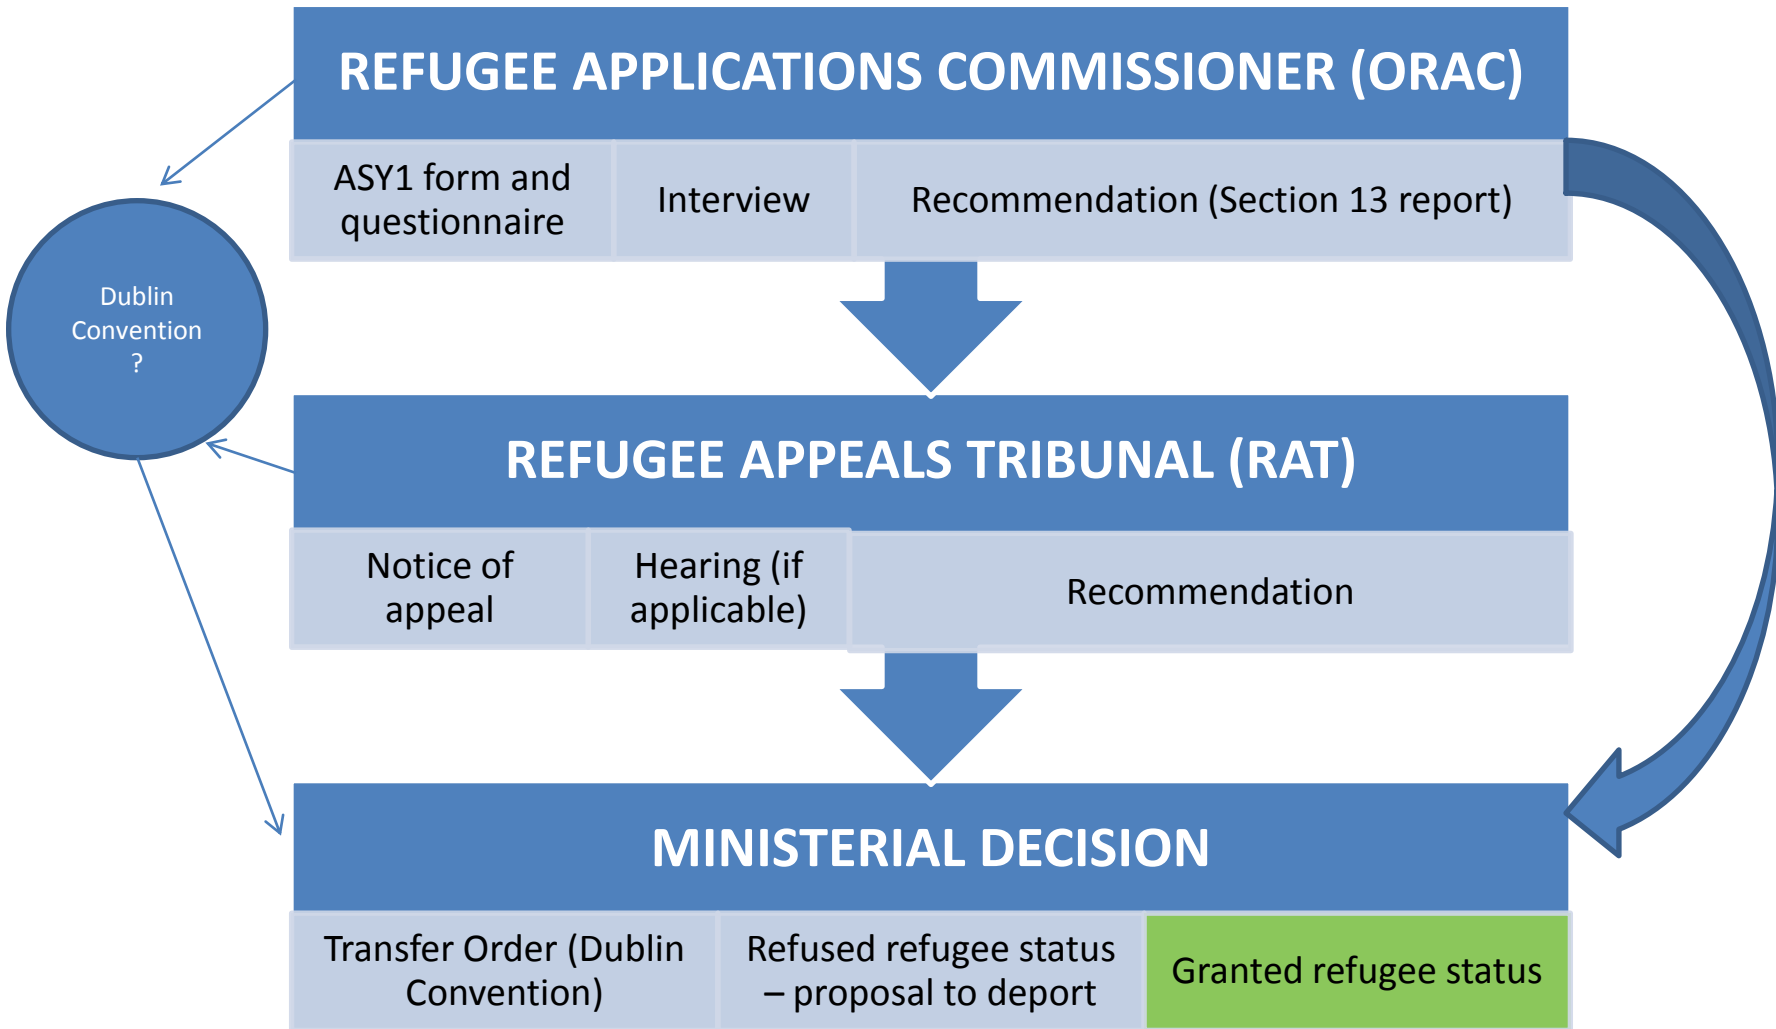 REFUGEE APPLICATIONS COMMISSIONER (ORAC)
ASY1 form and
questionnaire
Interview
Recommendation (Section 13 report)
Dublin
Convention
?
REFUGEE APPEALS TRIBUNAL (RAT)
Notice of
appeal
Hearing (if
applicable)
Recommendation
MINISTERIAL DECISION
Transfer Order (Dublin
Convention)
Refused refugee status
– proposal to deport
Granted refugee status